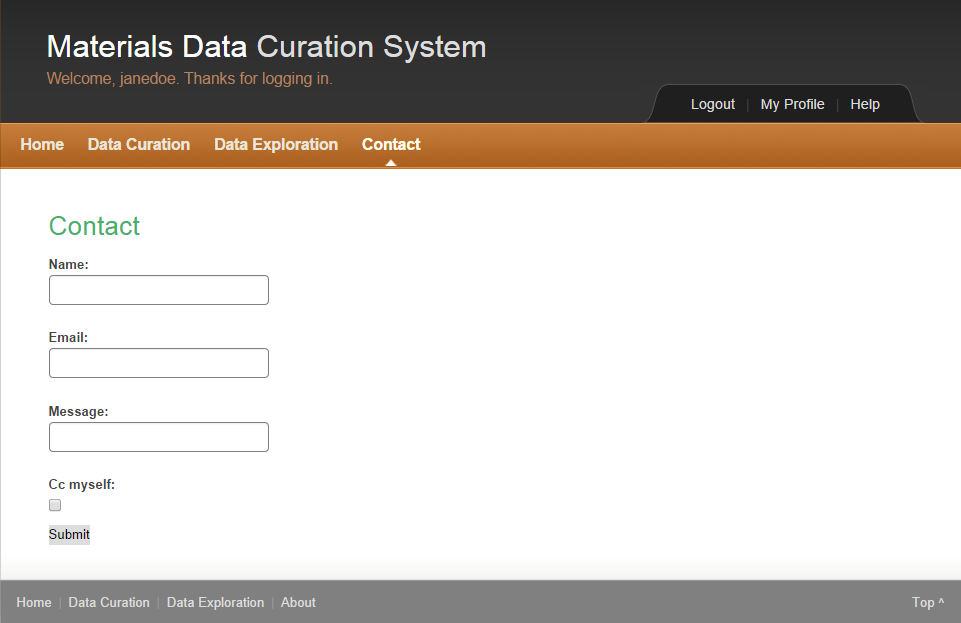 Materials Data Curation System
Welcome, janedoe. Thanks for logging in.
Logout | My Profile | Help
Home Data Curation Data Exploration Contact
Contact
Name:
Email:
Message:
Cc myself:
Submit
Home | Data Curation | Data Exploration | About Top ^